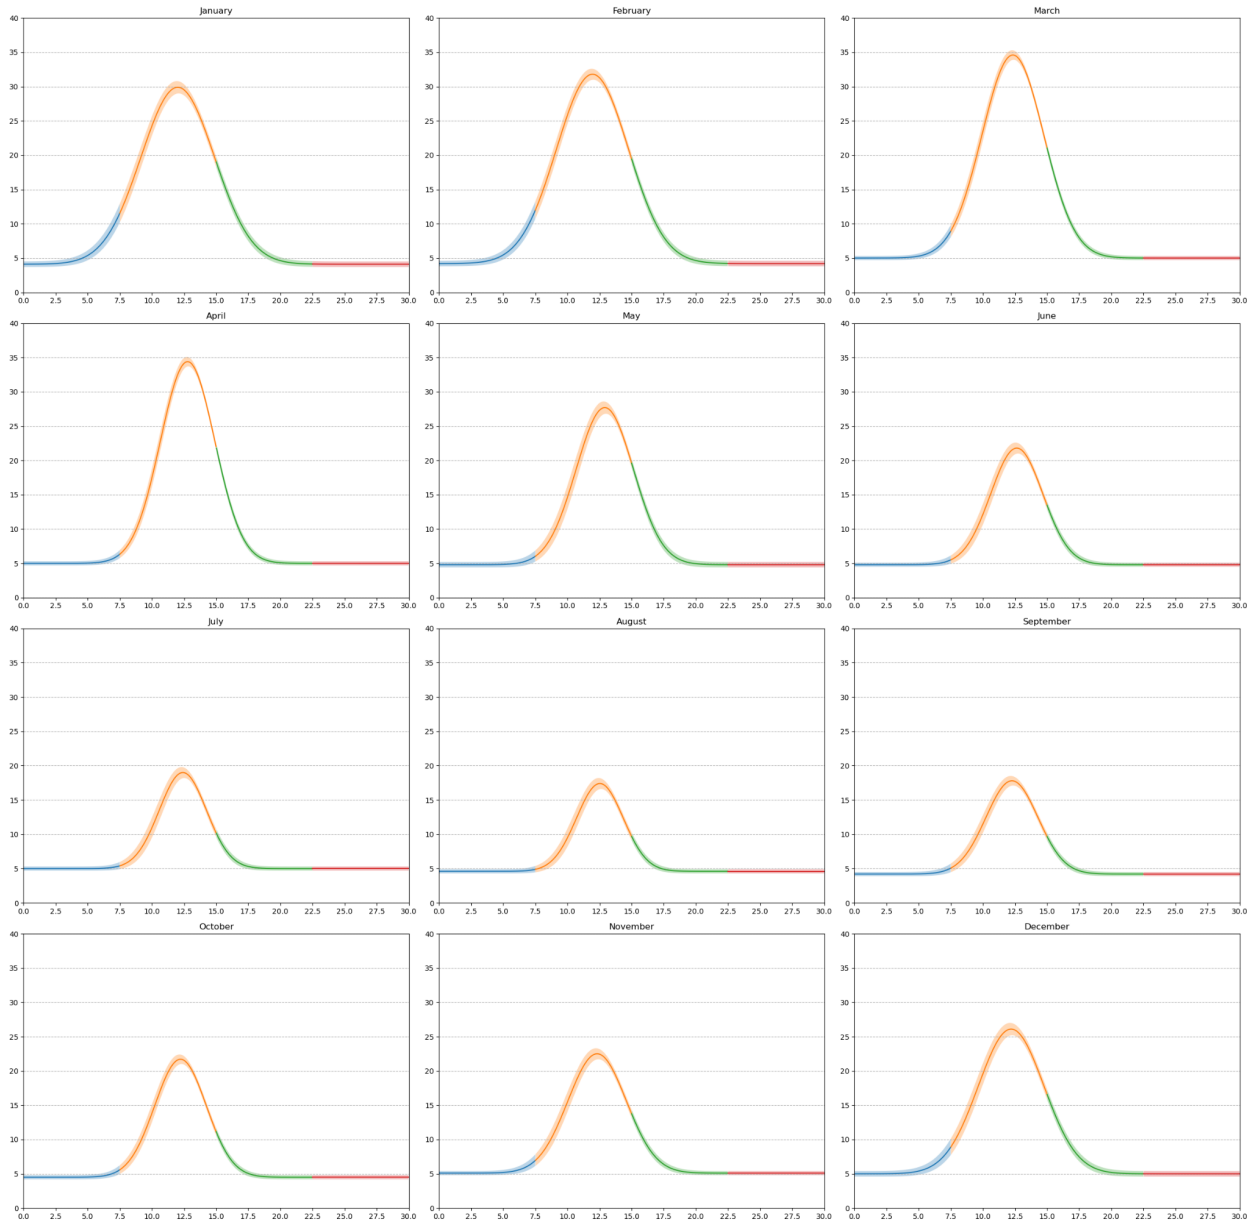 January February March
40 40 40
35 35 35
30 30 30
25 25 25
20 20 20
15 15 15
10 10 10
5 5 5
0 0 0
0.0 2.5 5.0 7.5 10.0 12.5 15.0 17.5 20.0 22.5 25.0 27.5 30.0 0.0 2.5 5.0 7.5 10.0 12.5 15.0 17.5 20.0 22.5 25.0 27.5 30.0 0.0 2.5 5.0 7.5 10.0 12.5 15.0 17.5 20.0 22.5 25.0 27.5 30.0
April May June
40 40 40
35 35 35
30 30 30
25 25 25
20 20 20
15 15 15
10 10 10
5 5 5
0 0 0
0.0 2.5 5.0 7.5 10.0 12.5 15.0 17.5 20.0 22.5 25.0 27.5 30.0 0.0 2.5 5.0 7.5 10.0 12.5 15.0 17.5 20.0 22.5 25.0 27.5 30.0 0.0 2.5 5.0 7.5 10.0 12.5 15.0 17.5 20.0 22.5 25.0 27.5 30.0
July August September
40 40 40
35 35 35
30 30 30
25 25 25
20 20 20
15 15 15
10 10 10
5 5 5
0 0 0
0.0 2.5 5.0 7.5 10.0 12.5 15.0 17.5 20.0 22.5 25.0 27.5 30.0 0.0 2.5 5.0 7.5 10.0 12.5 15.0 17.5 20.0 22.5 25.0 27.5 30.0 0.0 2.5 5.0 7.5 10.0 12.5 15.0 17.5 20.0 22.5 25.0 27.5 30.0
October November December
40 40 40
35 35 35
30 30 30
25 25 25
20 20 20
15 15 15
10 10 10
5 5 5
0 0 0
0.0 2.5 5.0 7.5 10.0 12.5 15.0 17.5 20.0 22.5 25.0 27.5 30.0 0.0 2.5 5.0 7.5 10.0 12.5 15.0 17.5 20.0 22.5 25.0 27.5 30.0 0.0 2.5 5.0 7.5 10.0 12.5 15.0 17.5 20.0 22.5 25.0 27.5 30.0